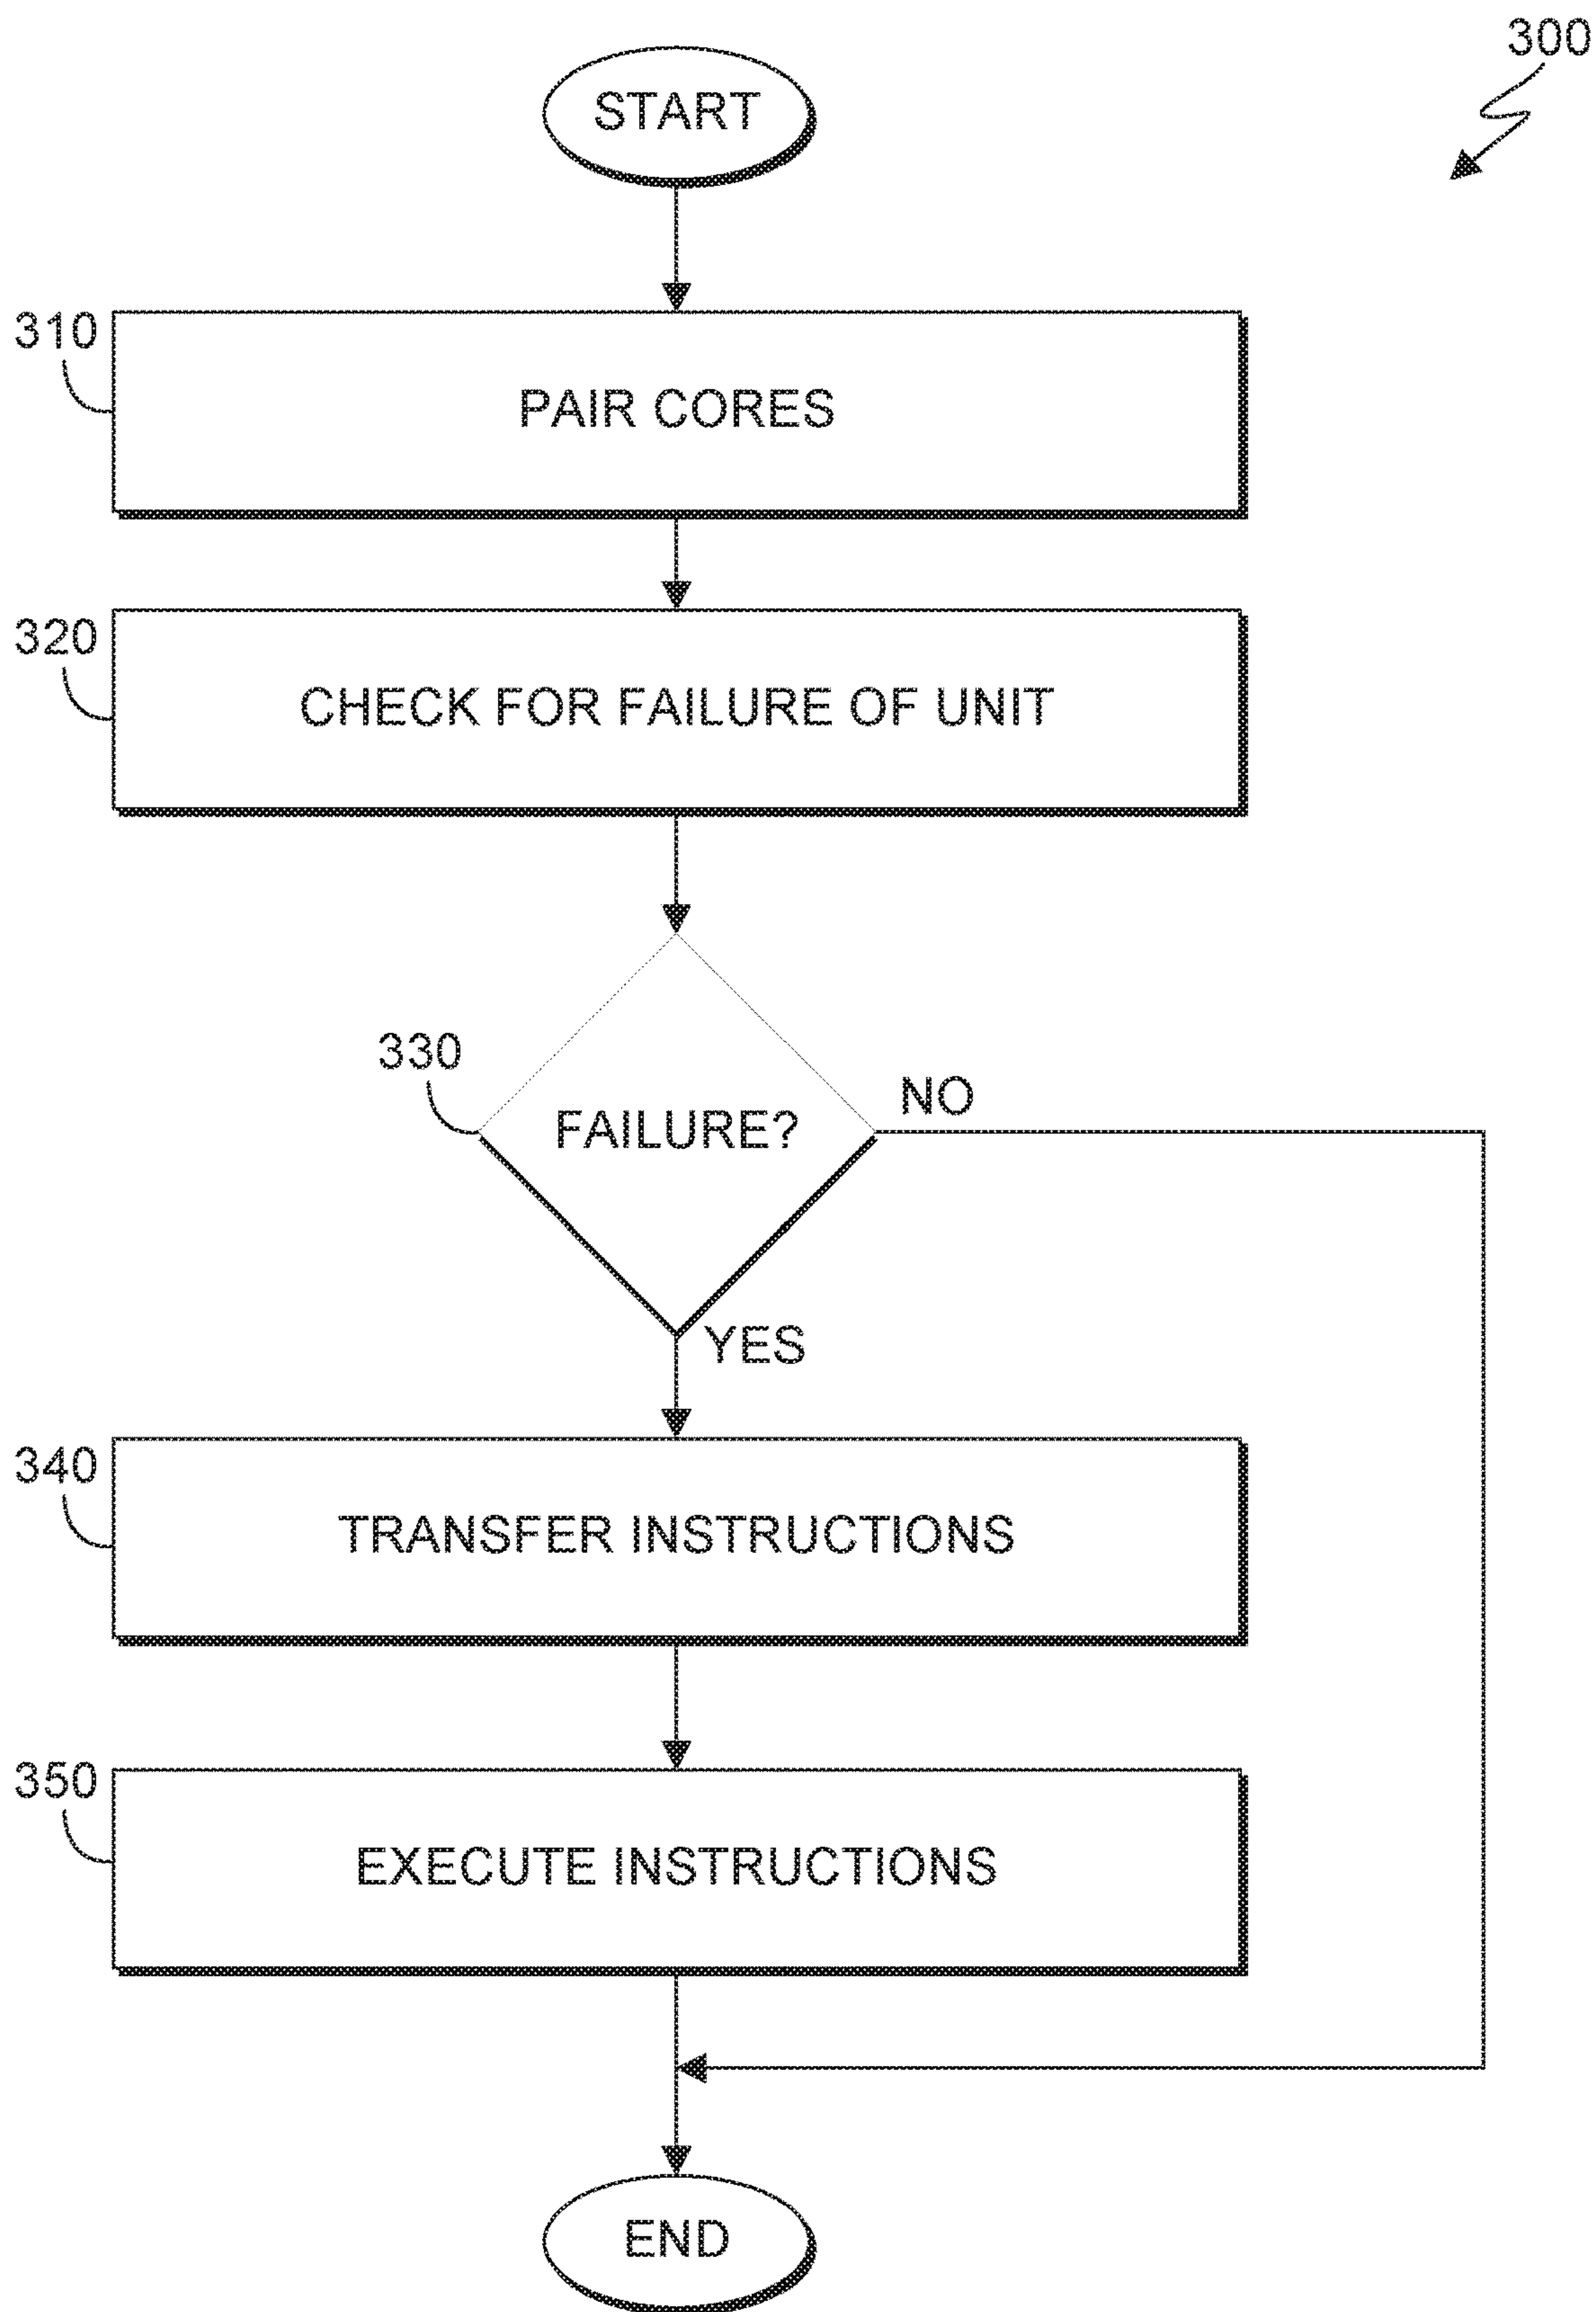 300
START
310
PAIR CORES
320
CHECK FOR FAILURE OF UNIT
330
FAILURE?
NO
YES
340
TRANSFER INSTRUCTIONS
350
EXECUTE INSTRUCTIONS
END